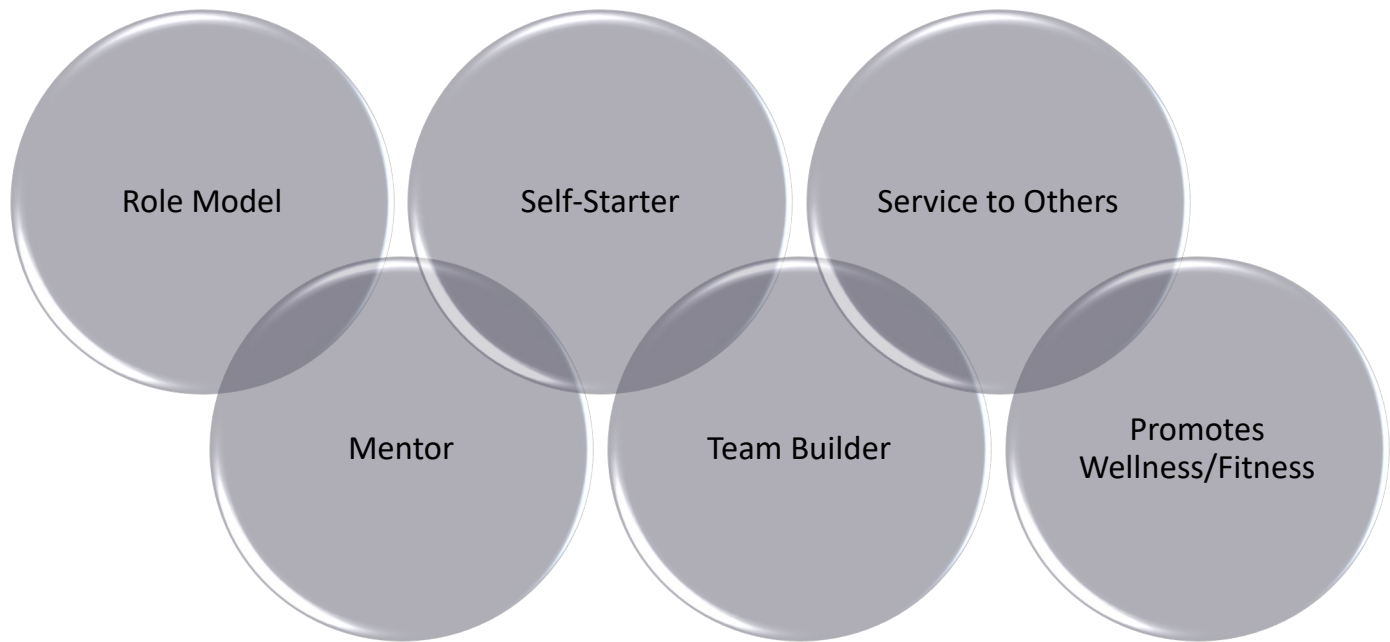 Role Model
Self-Starter
Service to Others
Mentor
Team Builder
Promotes
Wellness/Fitness